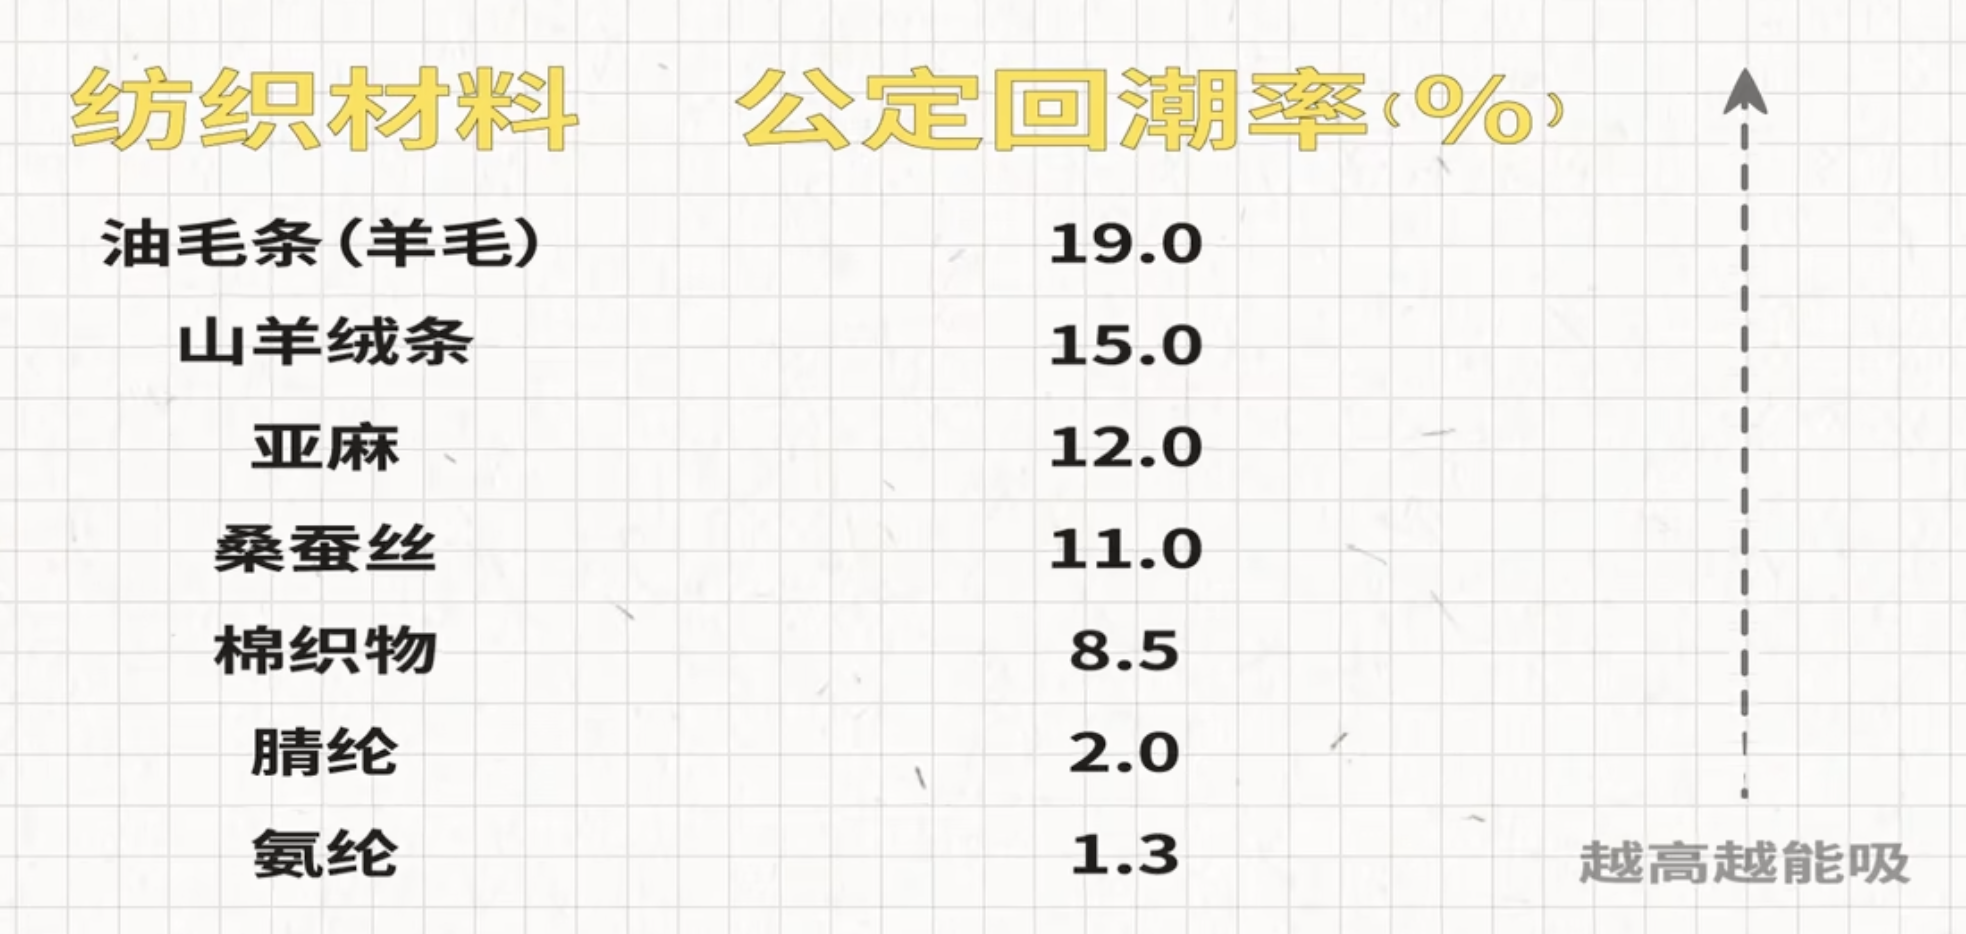 纺织材料 公定回潮率(%)
油毛条(羊毛) 19.0
山羊绒条 15.0
亚麻 12.0
桑蚕丝 11.0
棉织物 8.5
腈纶 2.0
氨纶 1.3
越高越能吸